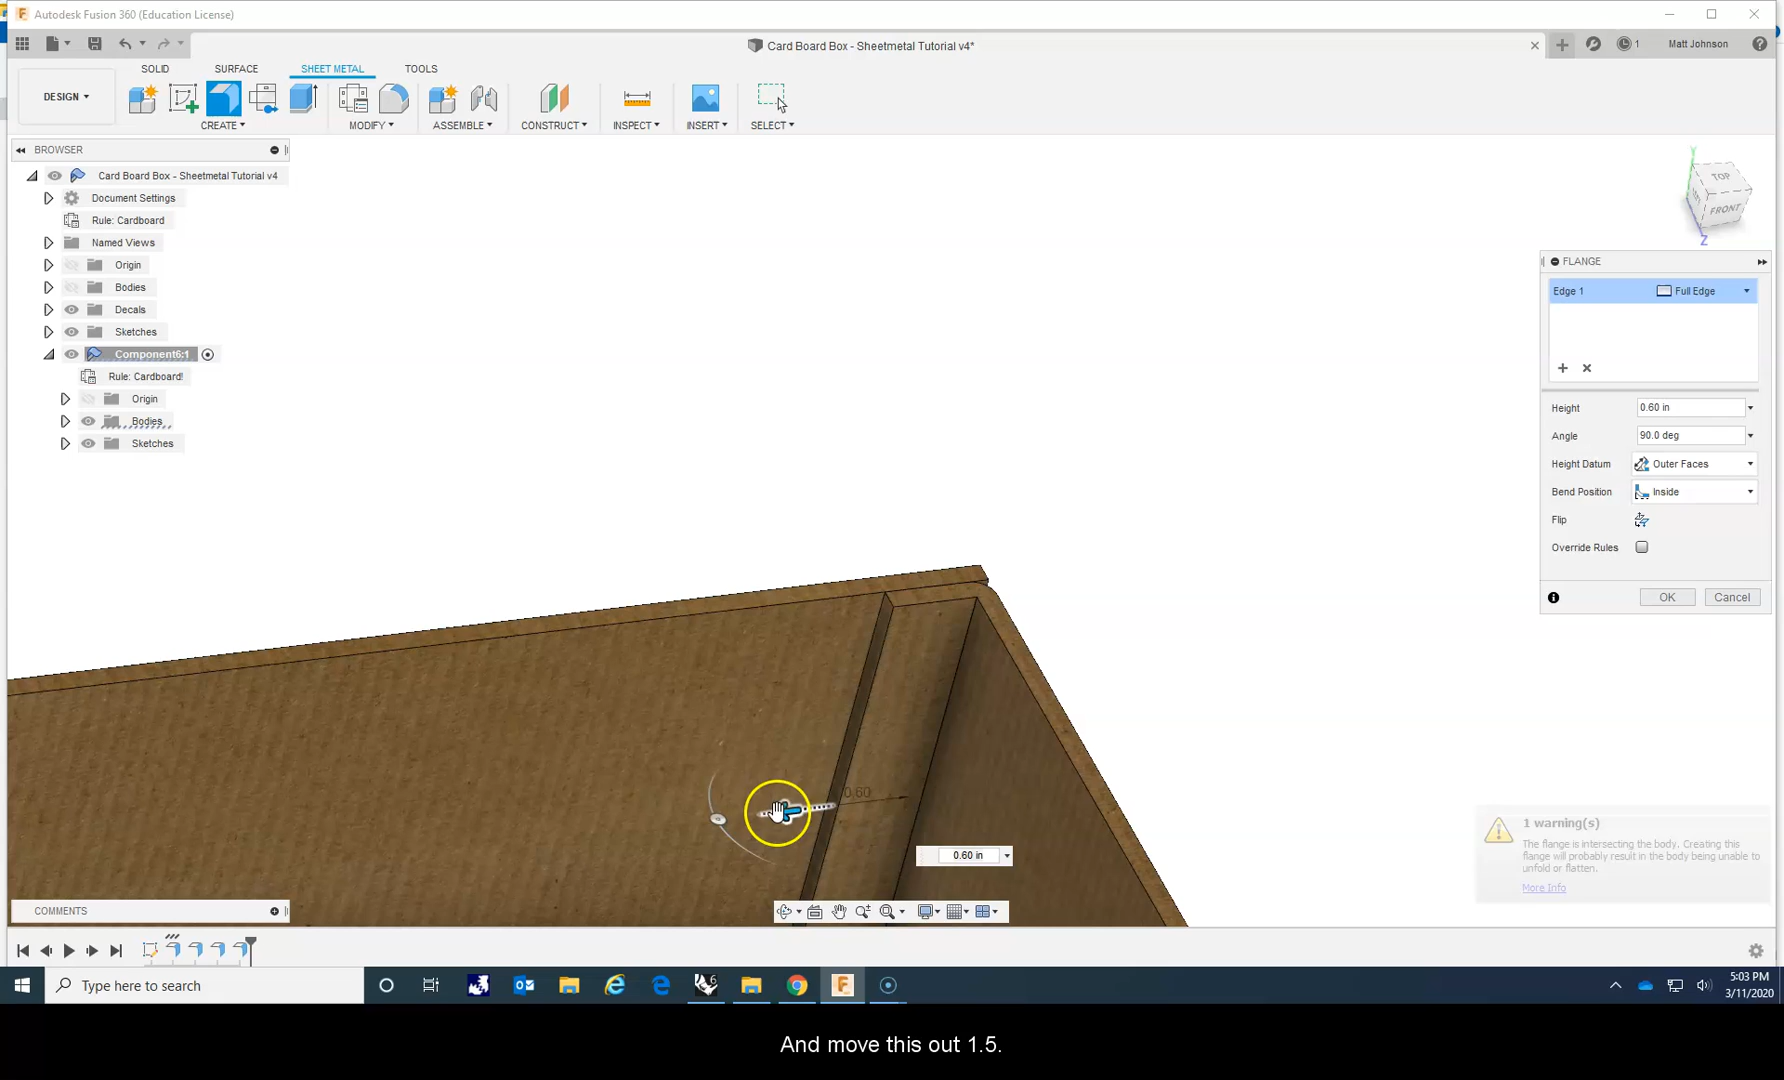 Autodesk Fusion 360 (Education License)
Card Board Box - Sheetmetal Tutorial v4*
1
Matt Johnson
SOLID
SURFACE
SHEET METAL
TOOLS
DESIGN
CREATE
MODIFY
ASSEMBLE
CONSTRUCT
INSPECT
INSERT
SELECT
BROWSER
Card Board Box - Sheetmetal Tutorial v4
Document Settings
Rule: Cardboard
Named Views
Origin
Bodies
Decals
Sketches
Component6:1
Rule: Cardboard!
Origin
Bodies
Sketches
Y
TOP
FRONT
Z
FLANGE
Edge 1
Full Edge
Height
0.60 in
Angle
90.0 deg
Height Datum
Outer Faces
Bend Position
Inside
Flip
Override Rules
OK
Cancel
0.60
0.60 in
1 warning(s)
The flange is intersecting the body. Creating this
flange will probably result in the body being unable to
unfold or flatten.
More Info
COMMENTS
Type here to search
5:03 PM
3/11/2020
And move this out 1.5.